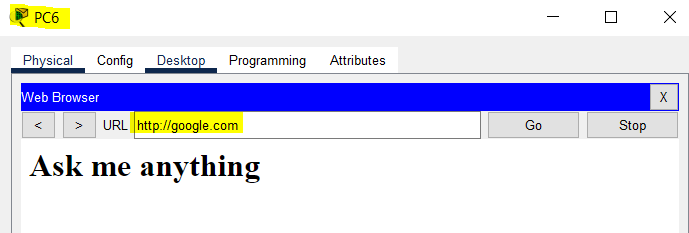 PC6
Physical Config Desktop Programming Attributes
Web Browser X
< > URL http://google.com Go Stop
Ask me anything